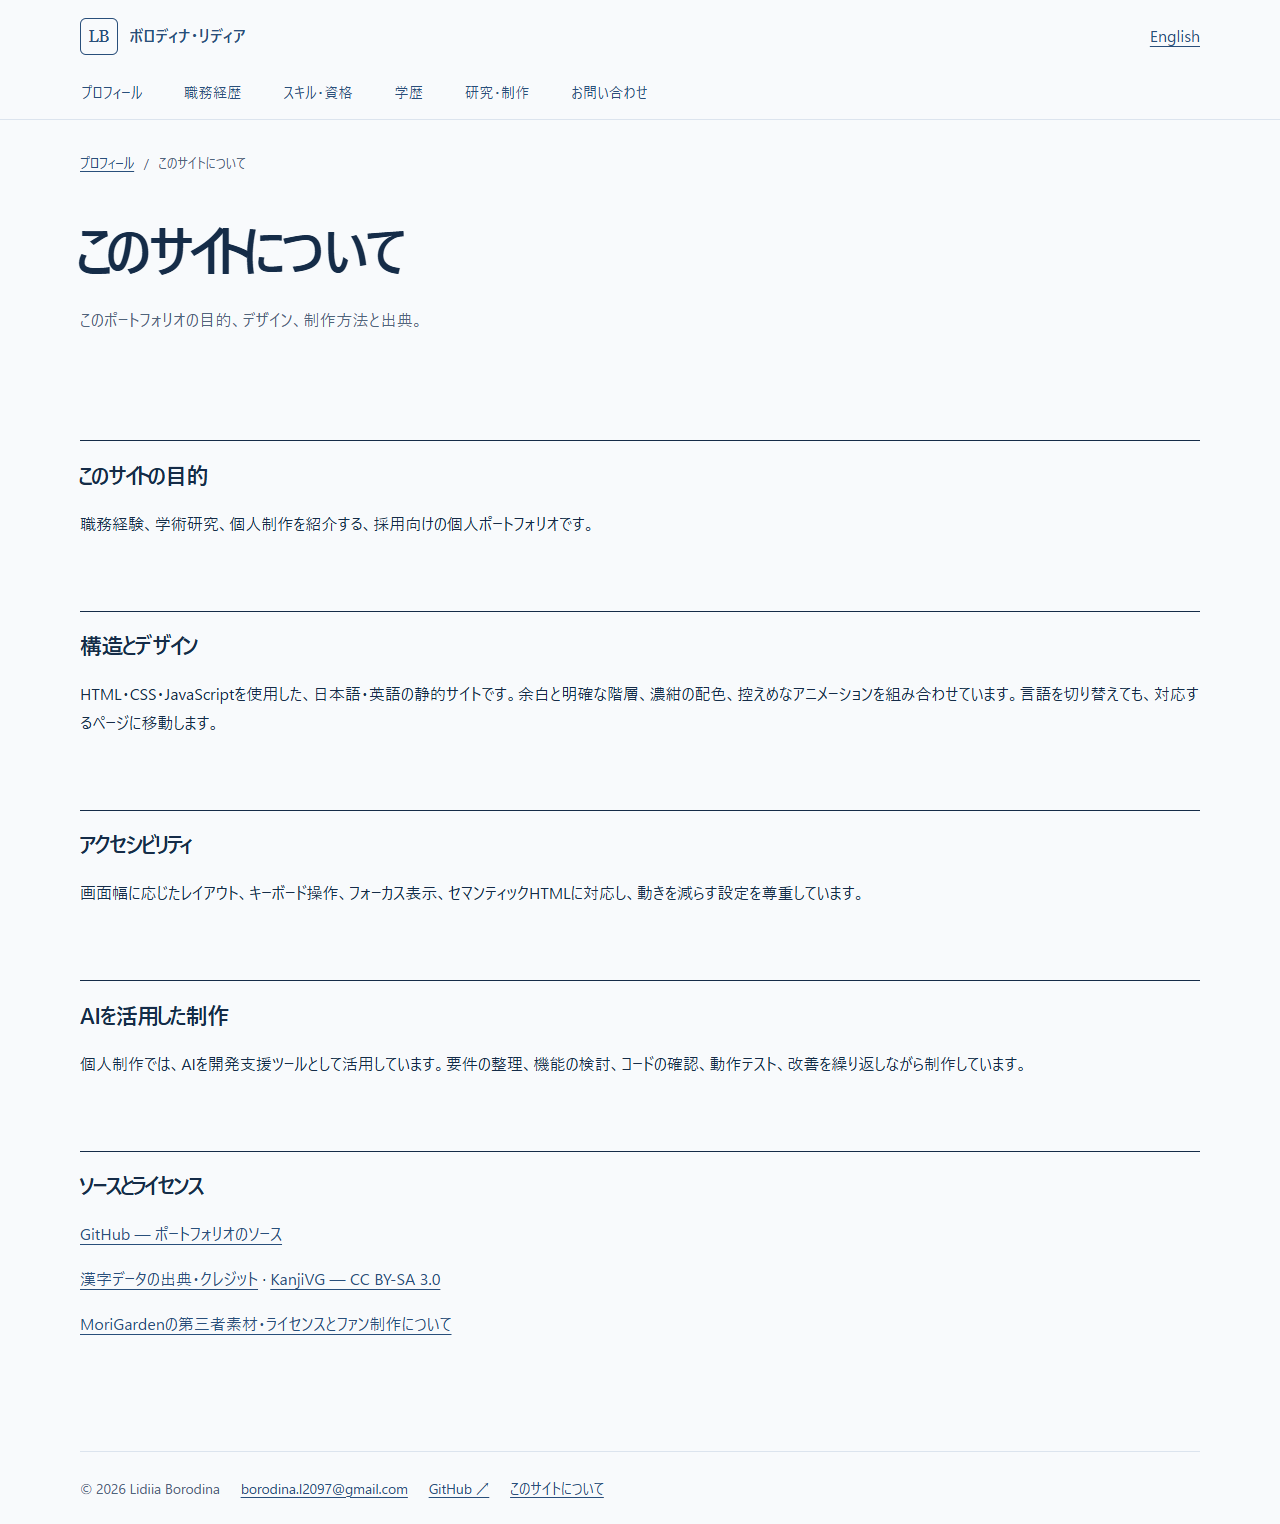 LB ボロディナ・リディア
English
プロフィール 職務経歴 スキル・資格 学歴 研究・制作 お問い合わせ
プロフィール / このサイトについて
このサイトについて
このポートフォリオの目的、デザイン、制作方法と出典。
このサイトの目的
職務経験、学術研究、個人制作を紹介する、採用向けの個人ポートフォリオです。
構造とデザイン
HTML・CSS・JavaScriptを使用した、日本語・英語の静的サイトです。余白と明確な階層、濃紺の配色、控えめなアニメーションを組み合わせています。言語を切り替えても、対応す
るページに移動します。
アクセシビリティ
画面幅に応じたレイアウト、キーボード操作、フォーカス表示、セマンティックHTMLに対応し、動きを減らす設定を尊重しています。
AIを活用した制作
個人制作では、AIを開発支援ツールとして活用しています。要件の整理、機能の検討、コードの確認、動作テスト、改善を繰り返しながら制作しています。
ソースとライセンス
GitHub — ポートフォリオのソース
漢字データの出典・クレジット · KanjiVG — CC BY-SA 3.0
MoriGardenの第三者素材・ライセンスとファン制作について
© 2026 Lidiia Borodina borodina.l2097@gmail.com GitHub ↗ このサイトについて